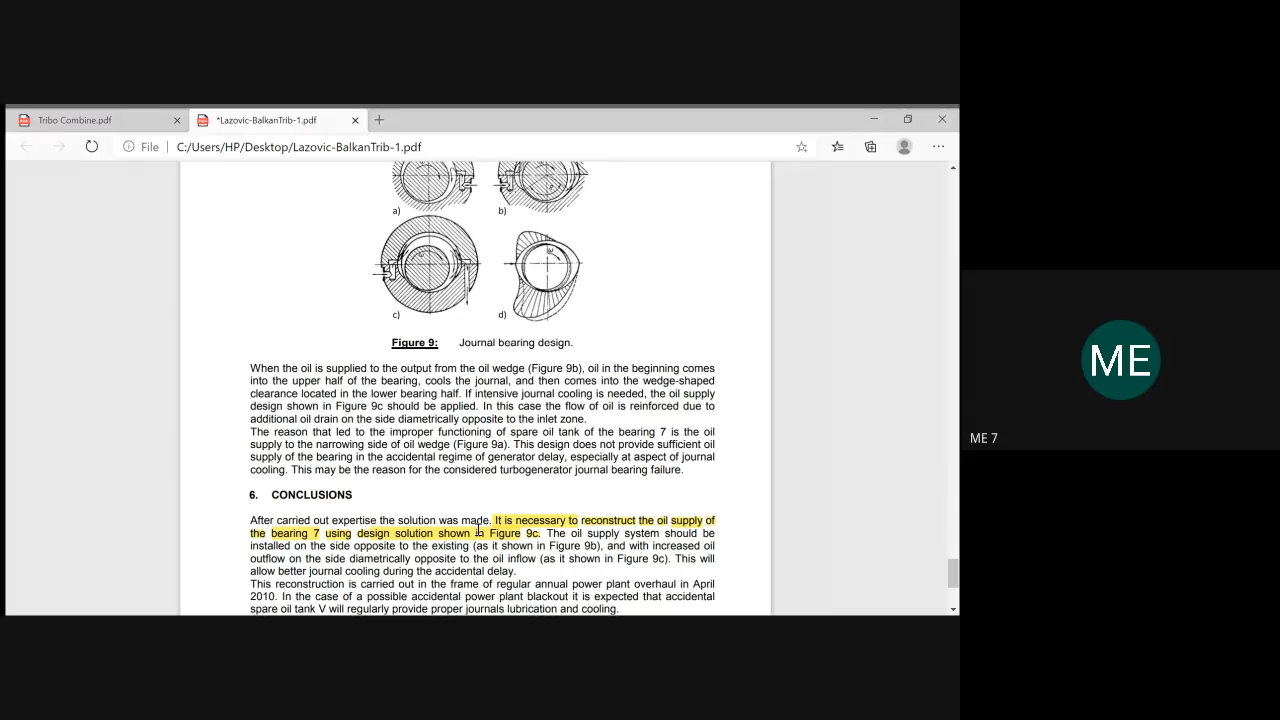 Tribo Combine.pdf
*Lazovic-BalkanTrib-1.pdf
File
C:/Users/HP/Desktop/Lazovic-BalkanTrib-1.pdf
a)
b)
c)
d)
Figure 9: Journal bearing design.
When the oil is supplied to the output from the oil wedge (Figure 9b), oil in the beginning comes
into the upper half of the bearing, cools the journal, and then comes into the wedge-shaped
clearance located in the lower bearing half. If intensive journal cooling is needed, the oil supply
design shown in Figure 9c should be applied. In this case the flow of oil is reinforced due to
additional oil drain on the side diametrically opposite to the inlet zone.
The reason that led to the improper functioning of spare oil tank of the bearing 7 is the oil
supply to the narrowing side of oil wedge (Figure 9a). This design does not provide sufficient oil
supply of the bearing in the accidental regime of generator delay, especially at aspect of journal
cooling. This may be the reason for the considered turbogenerator journal bearing failure.
6. CONCLUSIONS
After carried out expertise the solution was made. It is necessary to reconstruct the oil supply of
the bearing 7 using design solution shown in Figure 9c. The oil supply system should be
installed on the side opposite to the existing (as it shown in Figure 9b), and with increased oil
outflow on the side diametrically opposite to the oil inflow (as it shown in Figure 9c). This will
allow better journal cooling during the accidental delay.
This reconstruction is carried out in the frame of regular annual power plant overhaul in April
2010. In the case of a possible accidental power plant blackout it is expected that accidental
spare oil tank V will regularly provide proper journals lubrication and cooling.
ME
ME 7